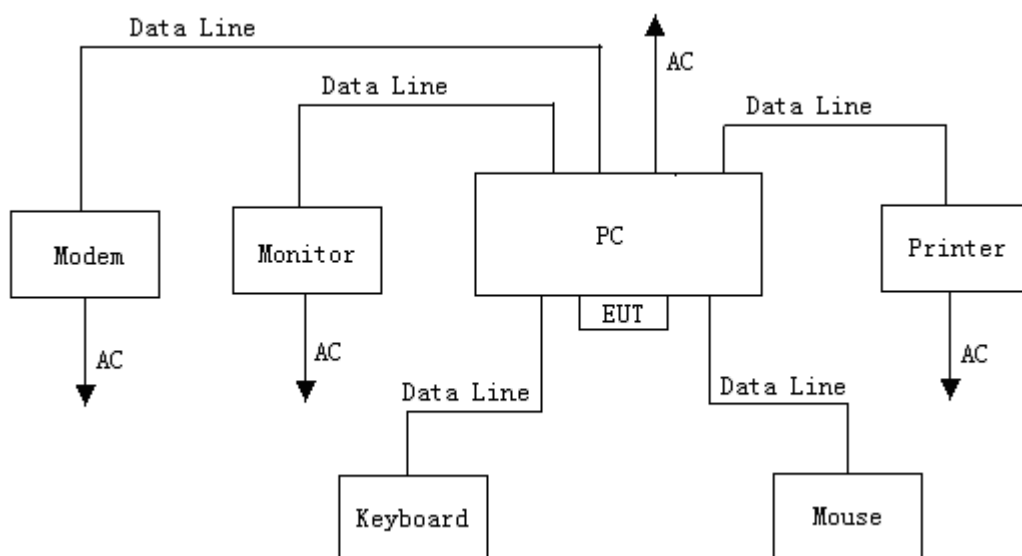 Data Line
AC
Data Line
Data Line
PC
Modem
Monitor
Printer
EUT
AC
AC
AC
Data Line
Data Line
Keyboard
Mouse